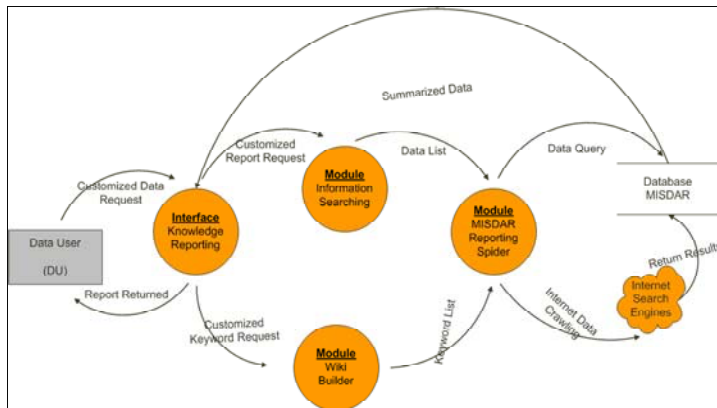 Summarized Data
Customized
Report Request
Data List
Data Query
Customized Data
Request
Module
Information
Searching
Database
MISDAR
Interface
Knowledge
Reporting
Module
MISDAR
Reporting
Spider
Data User
(DU)
Return Results
Report Returned
Internet
Search
Engines
Customized
Keyword Request
Keyword List
Internet Data
Crawling
Module
Wiki
Builder